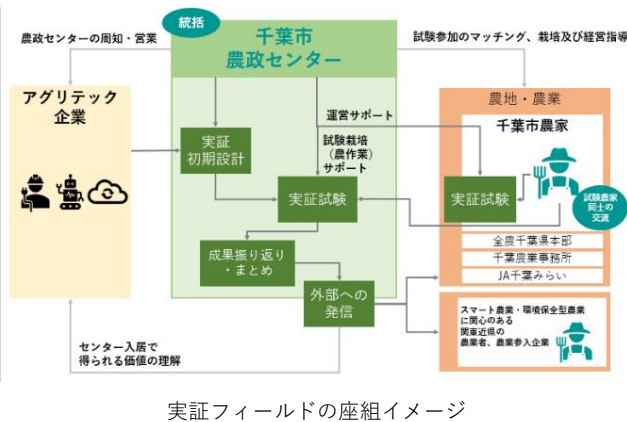 統括
千葉市
農政センター
農政センターの周知・営業
試験参加のマッチング、栽培及び経営指導
アグリテック
企業
実証
初期設計
運営サポート
試験栽培
（農作業）
サポート
実証試験
成果振り返り
・まとめ
外部への
発信
農地・農業
千葉市農家
実証試験
試験農家
同士の
交流
全農千葉県本部
千葉農業事務所
JA千葉みらい
スマート農業・環境保全型農業
に関心のある
関東近県の
農業者、農業参入企業
センター入居で
得られる価値の理解
実証フィールドの座組イメージ